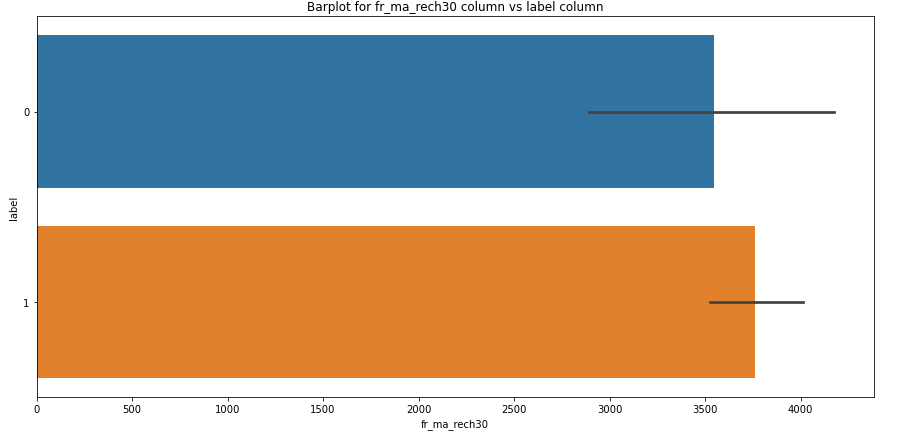 Barplot for fr_ma_rech30 column vs label column
label
0
1
0 500 1000 1500 2000 2500 3000 3500 4000
fr_ma_rech30